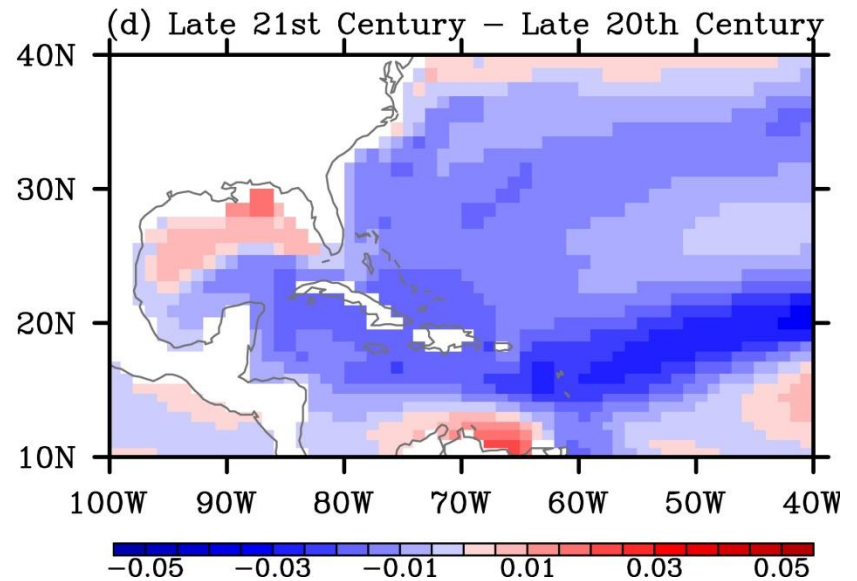 (d) Late 21st Century − Late 20th Century
40N
30N
20N
10N
100W 90W 80W 70W 60W 50W 40W
−0.05 −0.03 −0.01 0.01 0.03 0.05